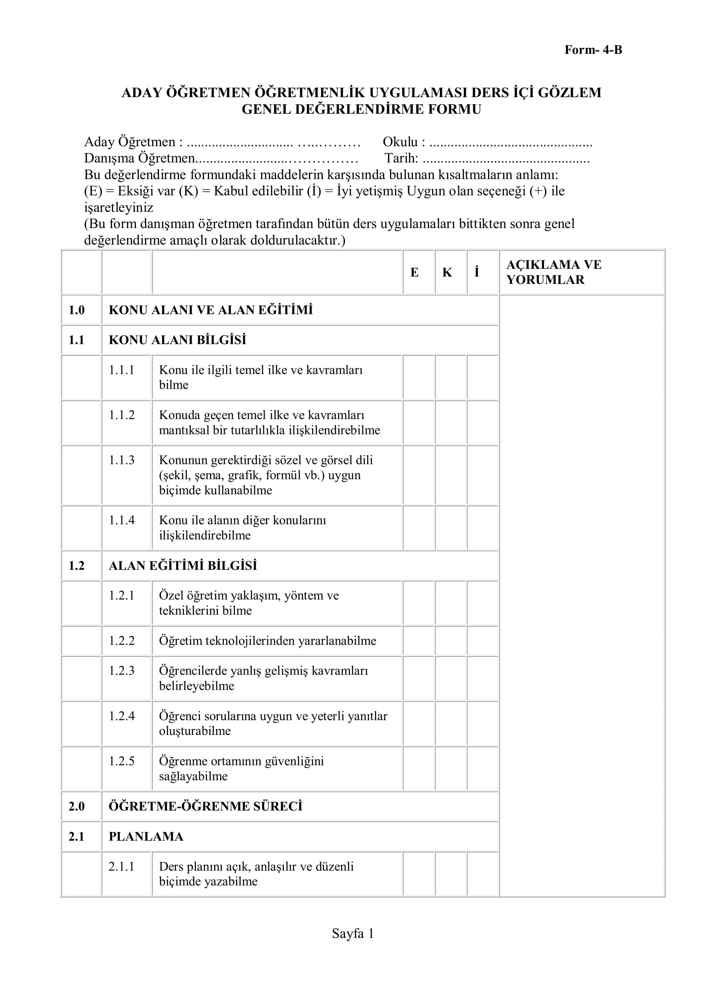 Form- 4-B
ADAY ÖĞRETMEN ÖĞRETMENLİK UYGULAMASI DERS İÇİ GÖZLEM
GENEL DEĞERLENDİRME FORMU
Aday Öğretmen : .............................. …..……… Okulu : ..............................................
Danışma Öğretmen..........................…………… Tarih: ...............................................
Bu değerlendirme formundaki maddelerin karşısında bulunan kısaltmaların anlamı:
(E) = Eksiği var (K) = Kabul edilebilir (İ) = İyi yetişmiş Uygun olan seçeneği (+) ile
işaretleyiniz
(Bu form danışman öğretmen tarafından bütün ders uygulamaları bittikten sonra genel
değerlendirme amaçlı olarak doldurulacaktır.)
E K İ AÇIKLAMA VE
YORUMLAR
1.0 KONU ALANI VE ALAN EĞİTİMİ
1.1 KONU ALANI BİLGİSİ
1.1.1 Konu ile ilgili temel ilke ve kavramları
bilme
1.1.2 Konuda geçen temel ilke ve kavramları
mantıksal bir tutarlılıkla ilişkilendirebilme
1.1.3 Konunun gerektirdiği sözel ve görsel dili
(şekil, şema, grafik, formül vb.) uygun
biçimde kullanabilme
1.1.4 Konu ile alanın diğer konularını
ilişkilendirebilme
1.2 ALAN EĞİTİMİ BİLGİSİ
1.2.1 Özel öğretim yaklaşım, yöntem ve
tekniklerini bilme
1.2.2 Öğretim teknolojilerinden yararlanabilme
1.2.3 Öğrencilerde yanlış gelişmiş kavramları
belirleyebilme
1.2.4 Öğrenci sorularına uygun ve yeterli yanıtlar
oluşturabilme
1.2.5 Öğrenme ortamının güvenliğini
sağlayabilme
2.0 ÖĞRETME-ÖĞRENME SÜRECİ
2.1 PLANLAMA
2.1.1 Ders planını açık, anlaşılır ve düzenli
biçimde yazabilme
Sayfa 1